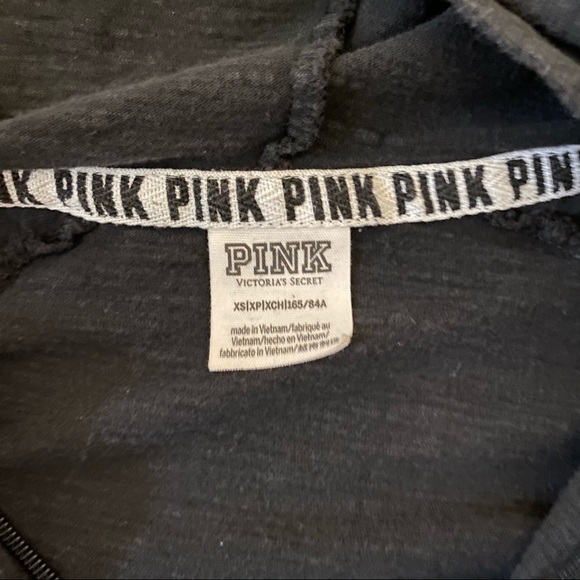 PINK PINK PINK PINK PINK
PINK
VICTORIA'S SECRET
XS|XP|XCH|165/84A
made in Vietnam/fabriqué au
Vietnam/hecho en Vietnam/
fabbricato in Vietnam/